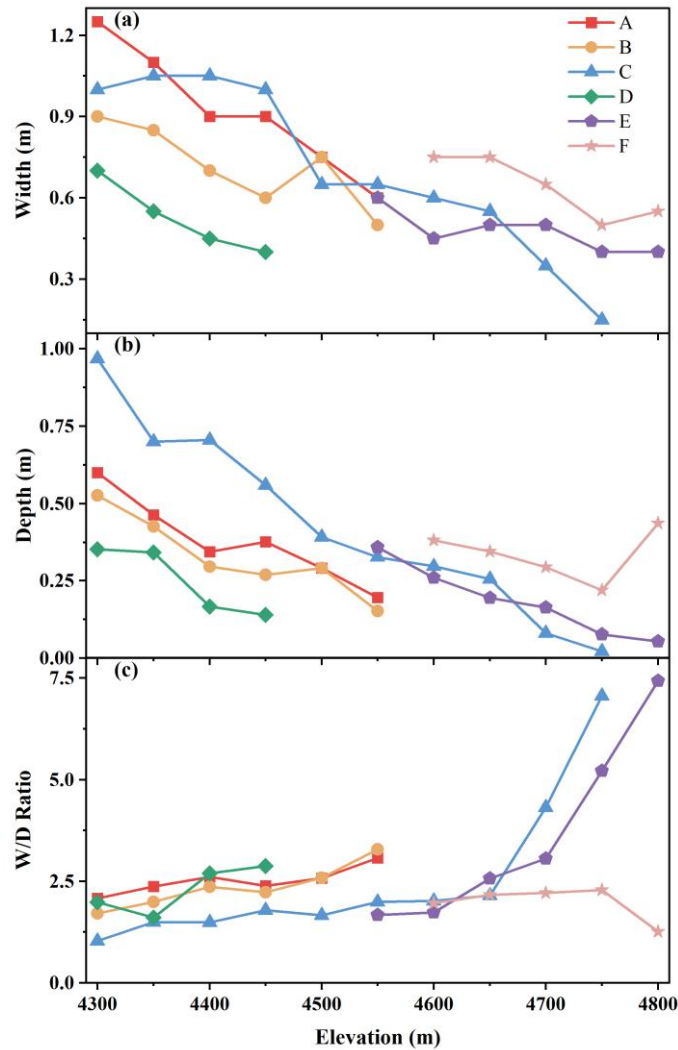 (a)
A
B
C
D
E
F
1.2
0.9
0.6
0.3
Width (m)
(b)
1.00
0.75
0.50
0.25
0.00
Depth (m)
(c)
7.5
5.0
2.5
0.0
W/D Ratio
4300 4400 4500 4600 4700 4800
Elevation (m)